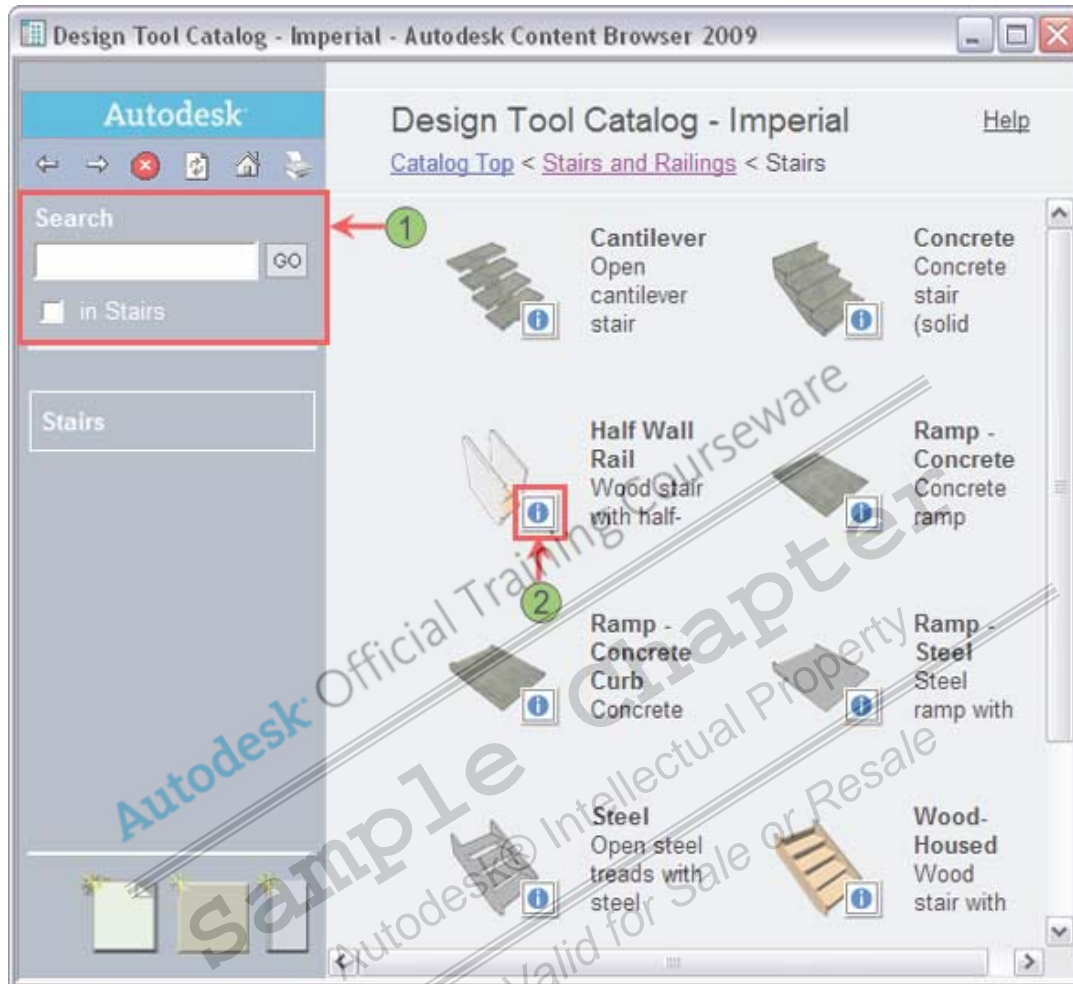 Design Tool Catalog - Imperial - Autodesk Content Browser 2009
Autodesk
Search
GO
in Stairs
Stairs
Design Tool Catalog - Imperial
Help
Catalog Top < Stairs and Railings < Stairs
1
Cantilever
Open
cantilever
stair
Concrete
Concrete
stair
(solid
Half Wall
Rail
Wood stair
with half-
2
Ramp -
Concrete
Concrete
ramp
Ramp -
Concrete
Curb
Concrete
Ramp -
Steel
Steel
ramp with
Steel
Open steel
treads with
steel
Wood-
Housed
Wood
stair with
Autodesk Official Training Courseware
Sample Chapter
Autodesk® Intellectual Property
Valid for Sale or Resale